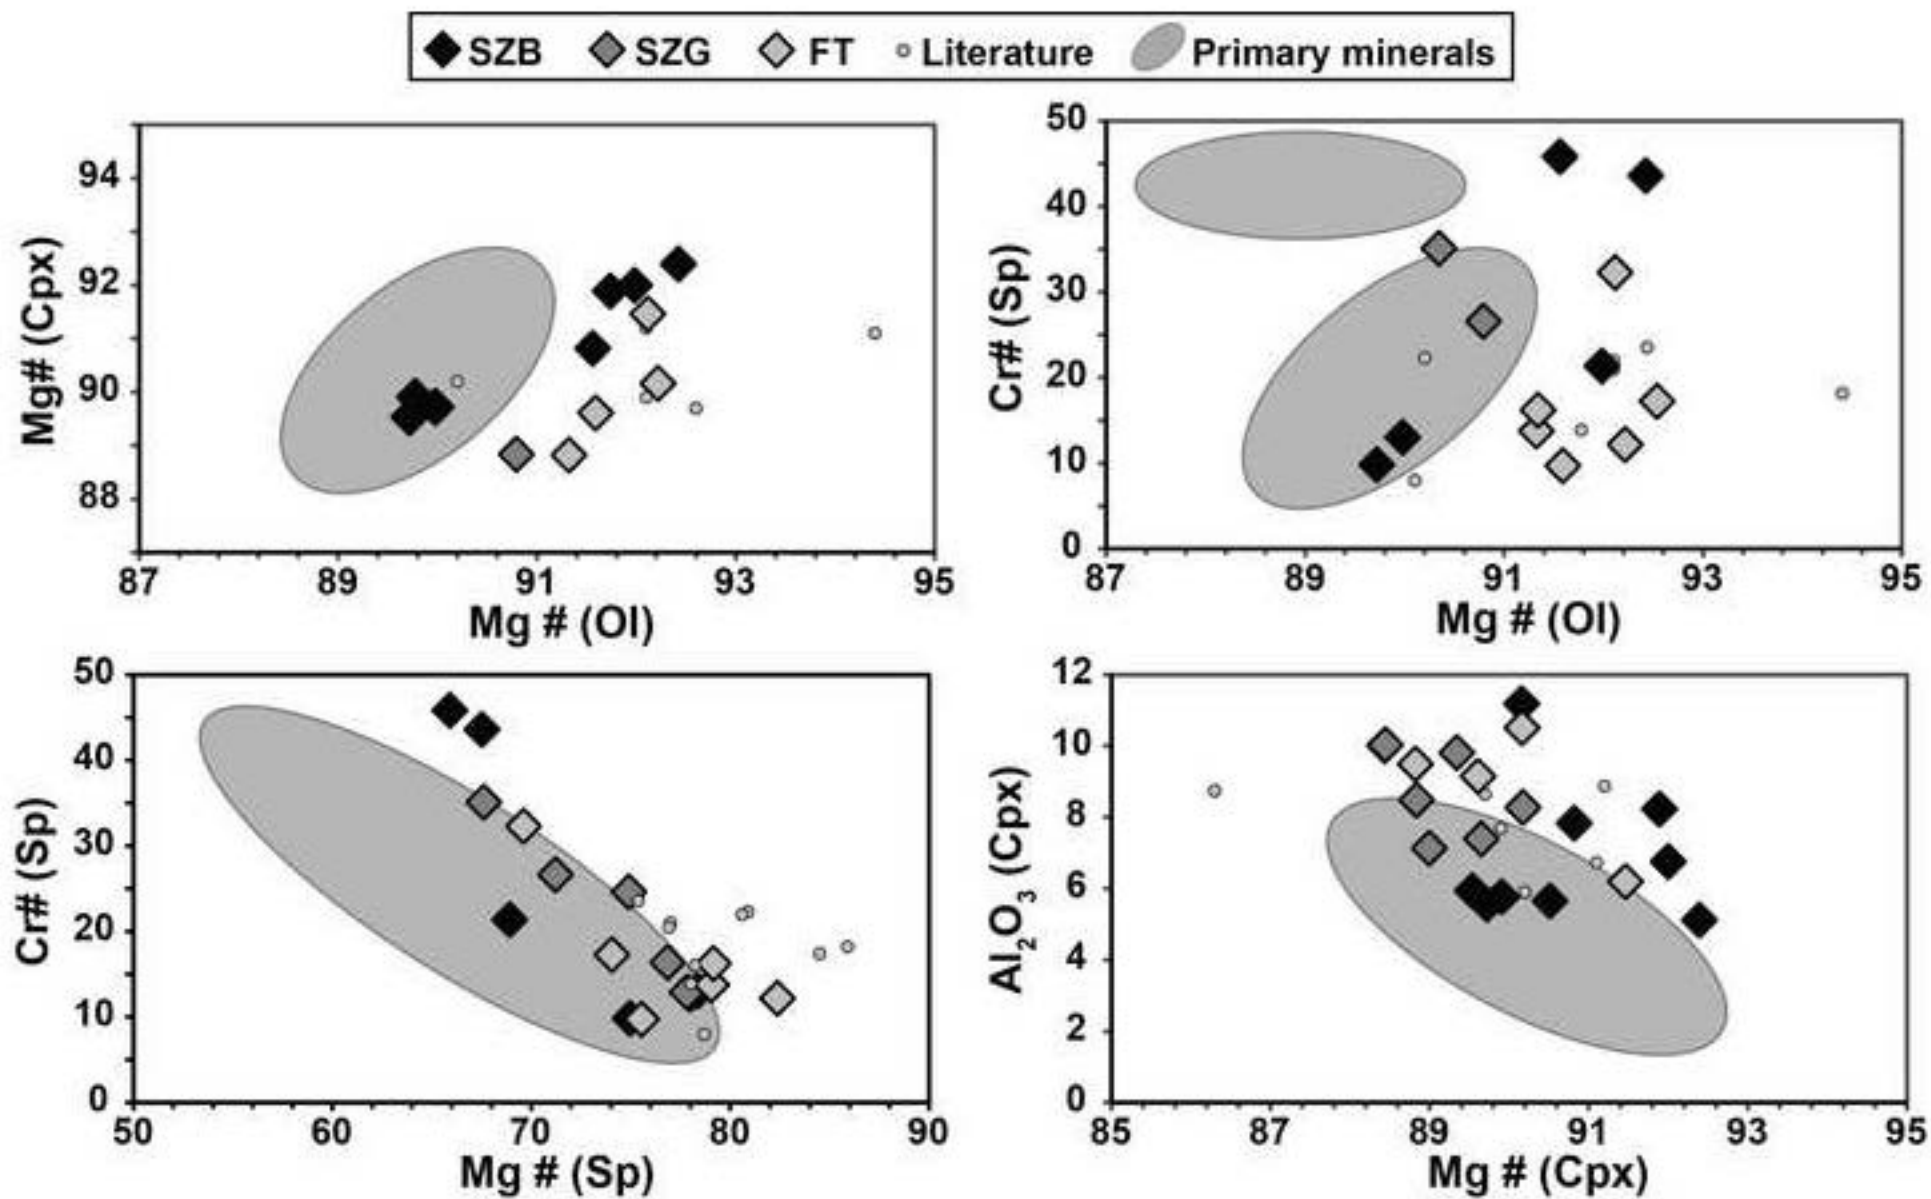 SZB SZG FT Literature Primary minerals
94
92
90
88
Mg# (Cpx)
87 89 91 93 95
Mg # (Ol)
50
40
30
20
10
0
Cr# (Sp)
87 89 91 93 95
Mg # (Ol)
50
40
30
20
10
0
Cr# (Sp)
50 60 70 80 90
Mg # (Sp)
12
10
8
6
4
2
0
Al2O3 (Cpx)
85 87 89 91 93 95
Mg # (Cpx)